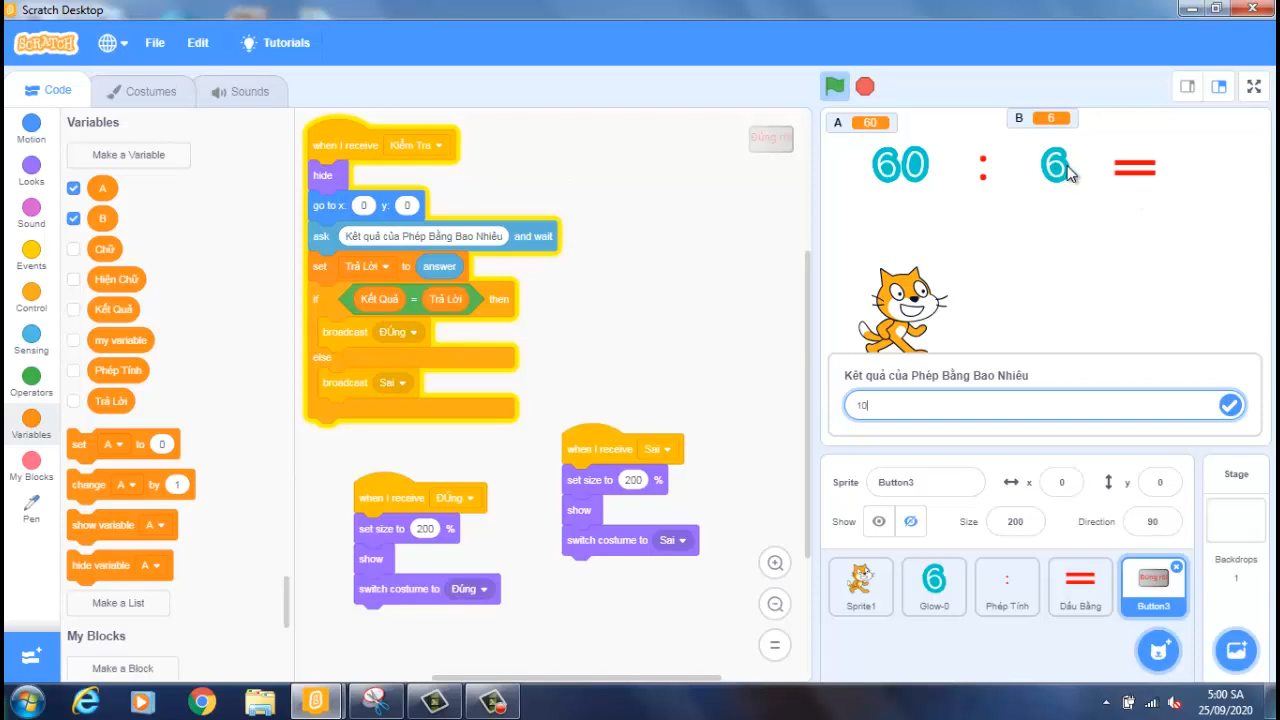 Scratch Desktop
SCRATCH
File
Edit
Tutorials
Code
Costumes
Sounds
Motion
Looks
Sound
Events
Control
Sensing
Operators
Variables
My Blocks
Pen
Variables
Make a Variable
A
B
Chữ
Hiện Chữ
Kết Quả
my variable
Phép Tính
Trả Lời
set A to 0
change A by 1
show variable A
hide variable A
Make a List
My Blocks
Make a Block
when I receive Kiểm Tra
hide
go to x: 0 y: 0
ask Kêt quả của Phép Bằng Bao Nhiêu and wait
set Trả Lời to answer
if Kết Quả = Trả Lời then
broadcast ĐÚng
else
broadcast Sai
when I receive ĐÚng
set size to 200 %
show
switch costume to Đúng
when I receive Sai
set size to 200 %
show
switch costume to Sai
A 60
B 6
60 : 6 =
Kêt quả của Phép Bằng Bao Nhiêu
10
Sprite Button3 x 0 y 0
Show Size 200 Direction 90
Sprite1
6
Glow-0
:
Phép Tính
=
Dấu Bằng
Button3
Stage
Backdrops
1
5:00 SA
25/09/2020